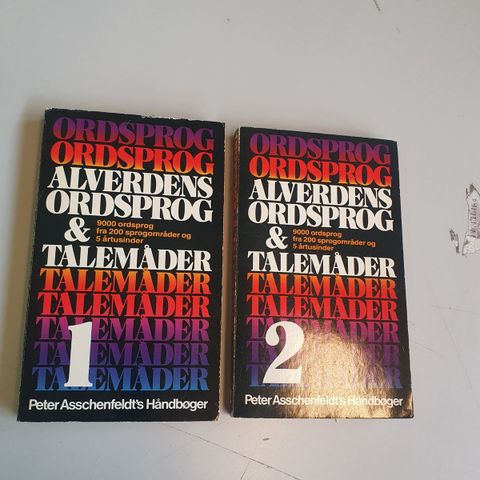 ORDSPROG
ORDSPROG
ALVERDENS
ORDSPROG
9000 ordsprog
fra 200 sprogområder og
5 årtusinder
&
TALEMÅDER
TALEMÅDER
TALEMÅDER
TALEMÅDER
TALEMÅDER
TALEMÅDER
1
Peter Asschenfeldt's Håndbøger
ORDSPROG
ORDSPROG
ALVERDENS
ORDSPROG
9000 ordsprog
fra 200 sprogområder og
5 årtusinder
&
TALEMÅDER
TALEMÅDER
TALEMÅDER
TALEMÅDER
TALEMÅDER
TALEMÅDER
2
Peter Asschenfeldt's Håndbøger